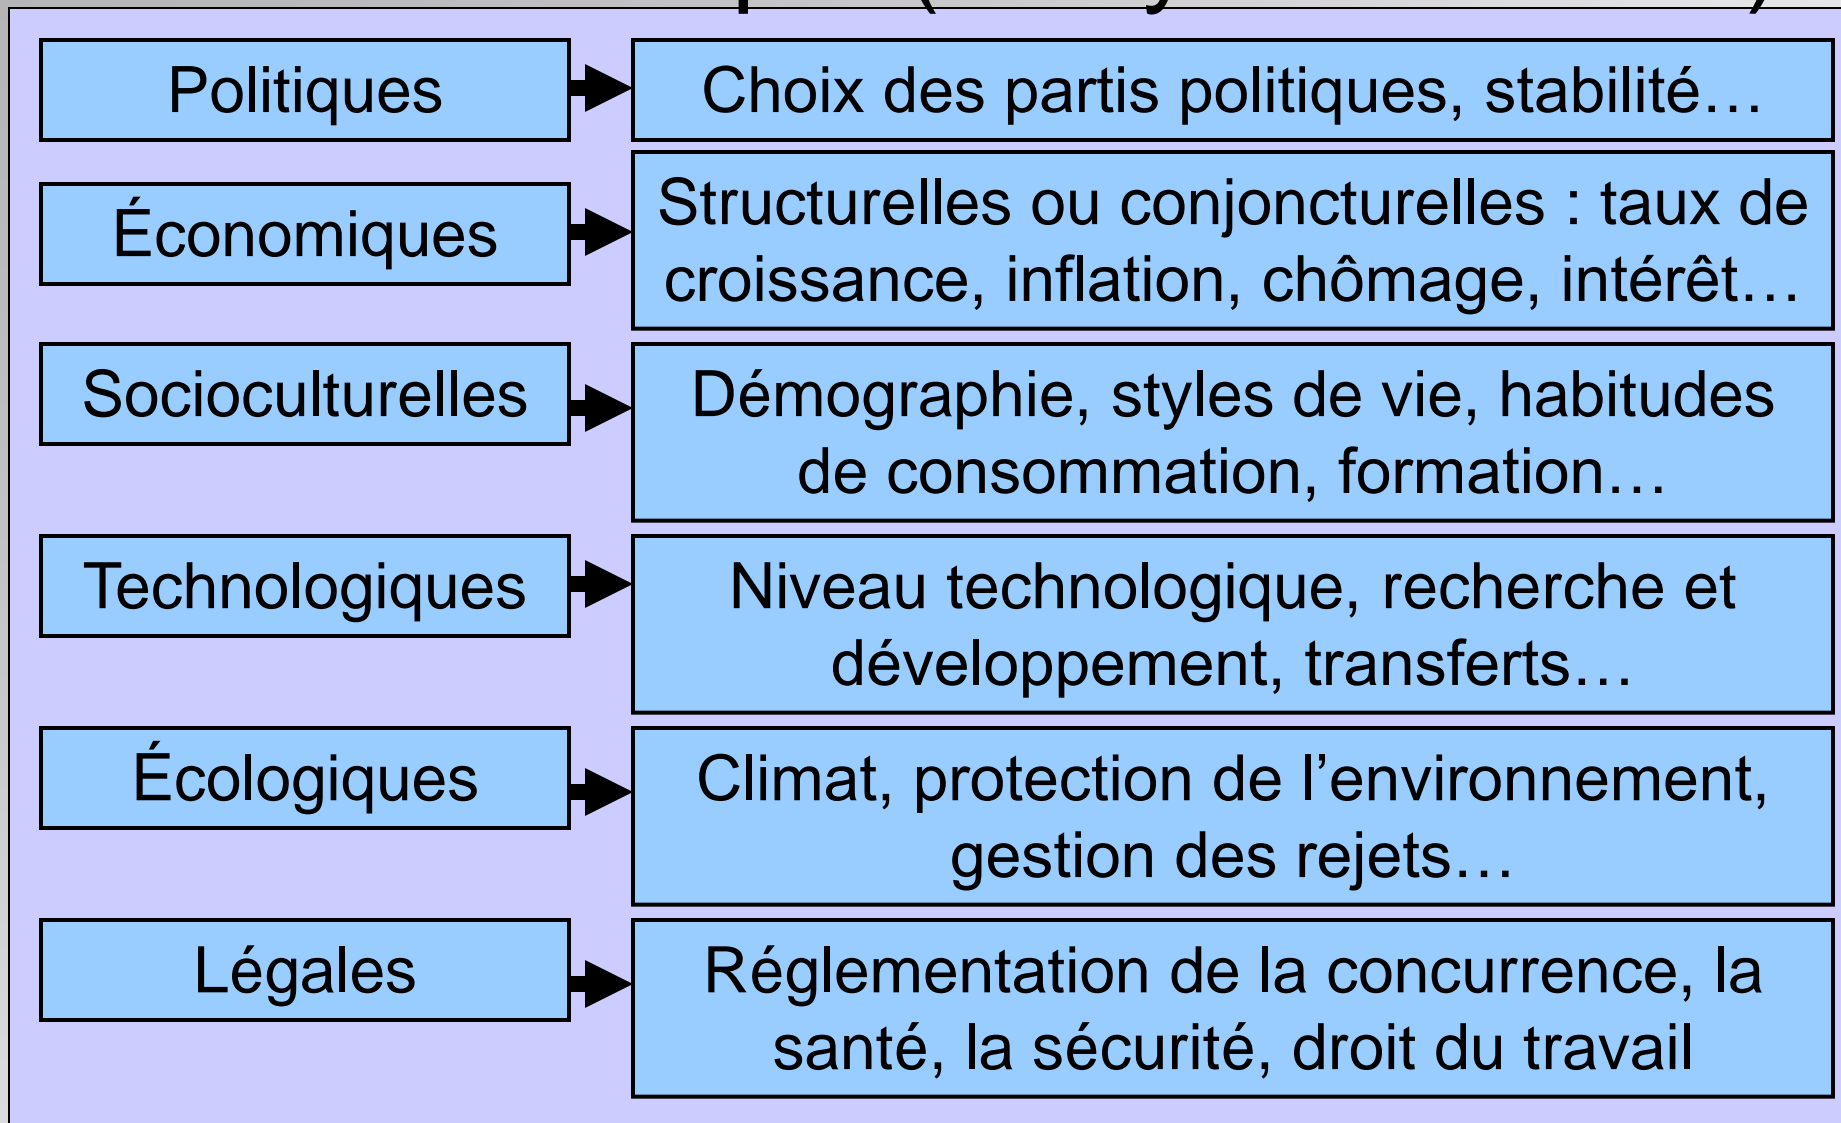 Politiques
Choix des partis politiques, stabilité…
Économiques
Structurelles ou conjoncturelles : taux de
croissance, inflation, chômage, intérêt…
Socioculturelles
Démographie, styles de vie, habitudes
de consommation, formation…
Technologiques
Niveau technologique, recherche et
développement, transferts…
Écologiques
Climat, protection de l’environnement,
gestion des rejets…
Légales
Réglementation de la concurrence, la
santé, la sécurité, droit du travail